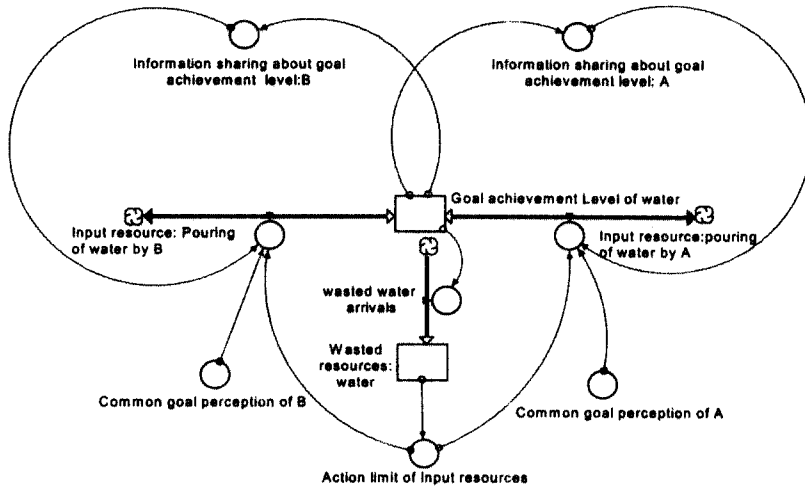 Information sharing about goal
achievement level:B
Information sharing about goal
achievement level: A
Goal achievement Level of water
Input resource: Pouring
of water by B
Input resource:pouring
of water by A
wasted water
arrivals
Wasted
resources:
water
Common goal perception of B
Common goal perception of A
Action limit of Input resources